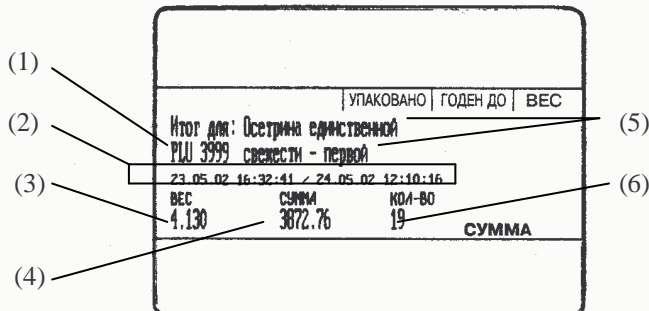 (1)
(2)
(3)
(4)
УПАКОВАНО ГОДЕН ДО ВЕС
Итог для: Осетрина единственной
PLU 3999 свежести - первой
23.05.02 16:32:41 / 24.05.02 12:10:16
ВЕС СУММА КОЛ-ВО
4.130 3872.76 19
СУММА
(5)
(6)